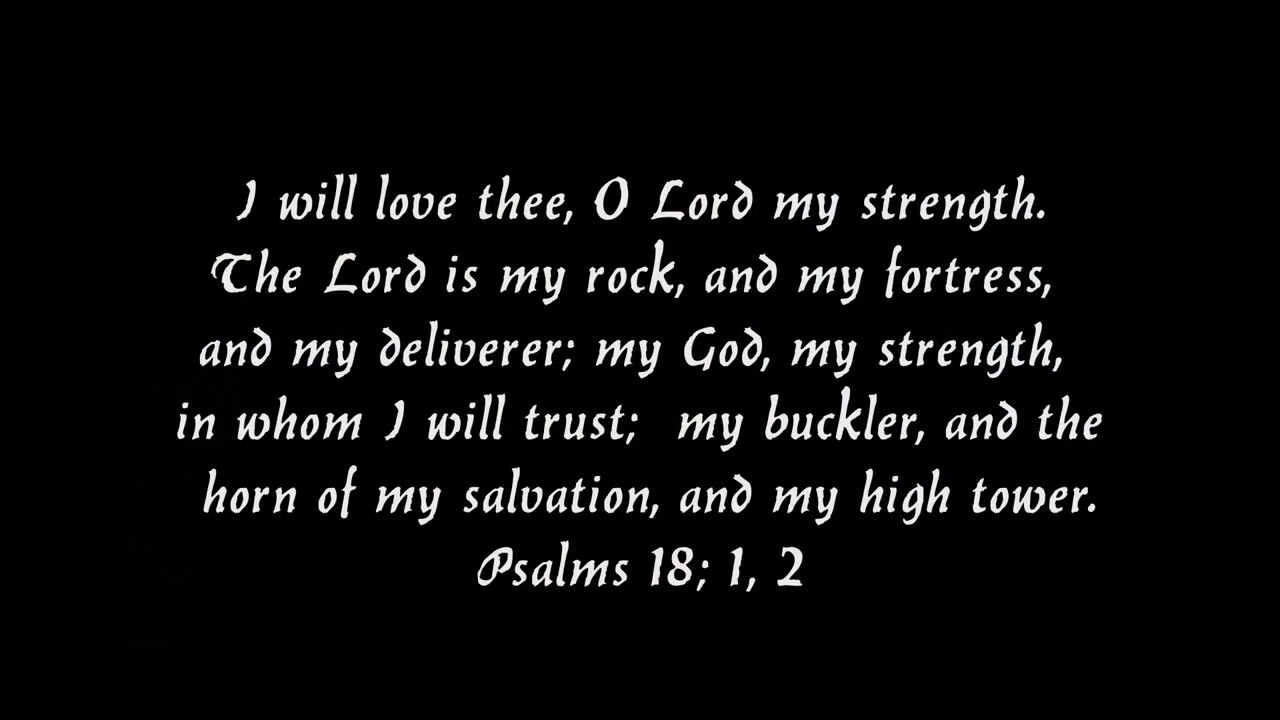 I will love thee, O Lord my strength.
The Lord is my rock, and my fortress,
and my deliverer; my God, my strength,
in whom I will trust; my buckler, and the
horn of my salvation, and my high tower.
Psalms 18; 1, 2